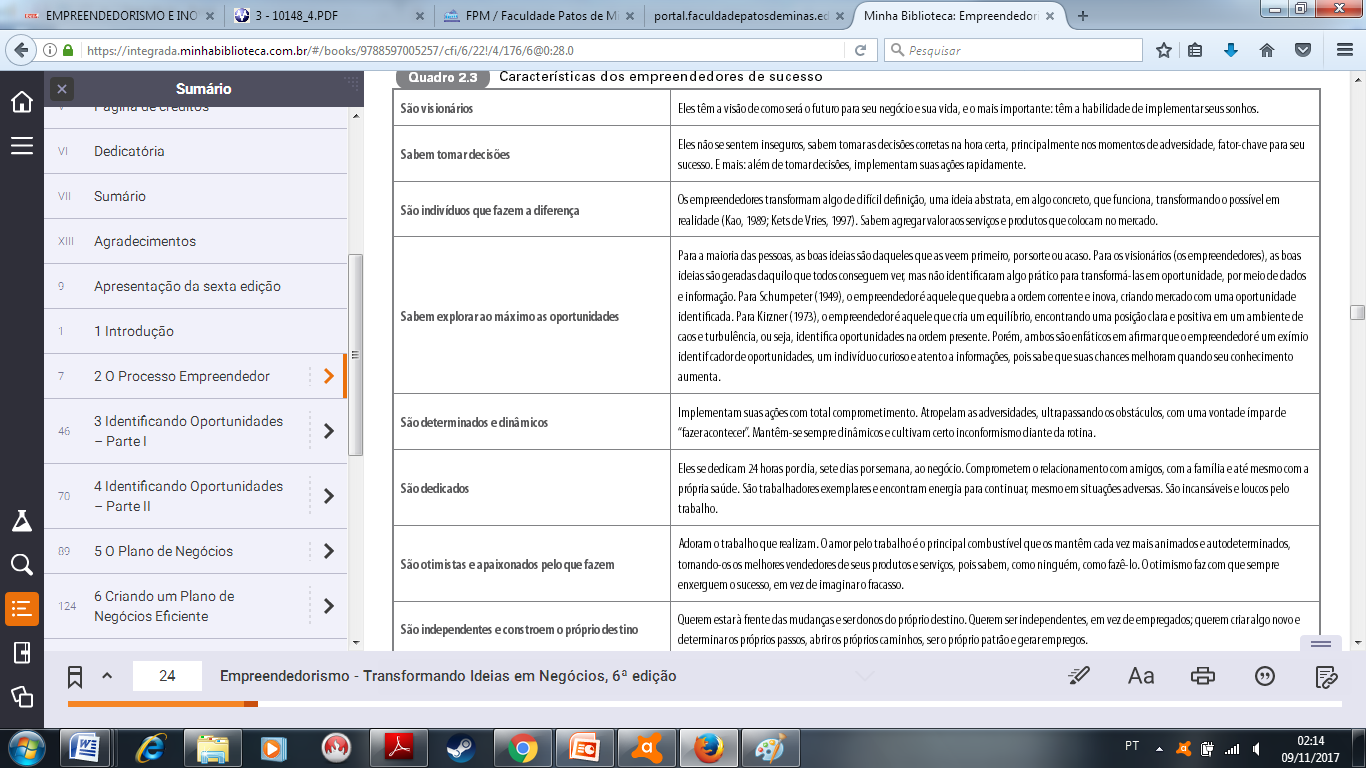 EMPREENDEDORISMO E INO
3 - 10148_4.PDF
FPM / Faculdade Patos de Mi
portal.faculdadepatosdeminas.ed
Minha Biblioteca: Empreendedori
https://integrada.minhabiblioteca.com.br/#/books/9788597005257/cfi/6/22!/4/176/6@0:28.0
Pesquisar
Sumário
V Página de créditos
VI Dedicatória
VII Sumário
XIII Agradecimentos
9 Apresentação da sexta edição
1 1 Introdução
7 2 O Processo Empreendedor
46 3 Identificando Oportunidades
– Parte I
70 4 Identificando Oportunidades
– Parte II
89 5 O Plano de Negócios
124 6 Criando um Plano de
Negócios Eficiente
Quadro 2.3 Características dos empreendedores de sucesso
São visionários
Eles têm a visão de como será o futuro para seu negócio e sua vida, e o mais importante: têm a habilidade de implementar seus sonhos.
Sabem tomar decisões
Eles não se sentem inseguros, sabem tomar as decisões corretas na hora certa, principalmente nos momentos de adversidade, fator-chave para seu
sucesso. E mais: além de tomar decisões, implementam suas ações rapidamente.
São indivíduos que fazem a diferença
Os empreendedores transformam algo de difícil definição, uma ideia abstrata, em algo concreto, que funciona, transformando o possível em
realidade (Kao, 1989; Kets de Vries, 1997). Sabem agregar valor aos serviços e produtos que colocam no mercado.
Sabem explorar ao máximo as oportunidades
Para a maioria das pessoas, as boas ideias são daqueles que as veem primeiro, por sorte ou acaso. Para os visionários (os empreendedores), as boas
ideias são geradas daquilo que todos conseguem ver, mas não identificaram algo prático para transformá-las em oportunidade, por meio de dados
e informação. Para Schumpeter (1949), o empreendedor é aquele que quebra a ordem corrente e inova, criando mercado com uma oportunidade
identificada. Para Kirzner (1973), o empreendedor é aquele que cria um equilíbrio, encontrando uma posição clara e positiva em um ambiente de
caos e turbulência, ou seja, identifica oportunidades na ordem presente. Porém, ambos são enfáticos em afirmar que o empreendedor é um exímio
identif cador de oportunidades, um indivíduo curioso e atento a informações, pois sabe que suas chances melhoram quando seu conhecimento
aumenta.
São determinados e dinâmicos
Implementam suas ações com total comprometimento. Atropelam as adversidades, ultrapassando os obstáculos, com uma vontade ímpar de
“fazer acontecer”. Mantêm-se sempre dinâmicos e cultivam certo inconformismo diante da rotina.
São dedicados
Eles se dedicam 24 horas por dia, sete dias por semana, ao negócio. Comprometem o relacionamento com amigos, com a família e até mesmo com a
própria saúde. São trabalhadores exemplares e encontram energia para continuar, mesmo em situações adversas. São incansáveis e loucos pelo
trabalho.
São otimistas e apaixonados pelo que fazem
Adoram o trabalho que realizam. O amor pelo trabalho é o principal combustível que os mantêm cada vez mais animados e autodeterminados,
tornando-os os melhores vendedores de seus produtos e serviços, pois sabem, como ninguém, como fazê-lo. O otimismo faz com que sempre
enxerguem o sucesso, em vez de imaginar o fracasso.
São independentes e constroem o próprio destino
Querem estar à frente das mudanças e ser donos do próprio destino. Querem ser independentes, em vez de empregados; querem criar algo novo e
determinar os próprios passos, abrir os próprios caminhos, ser o próprio patrão e gerar empregos.
24 Empreendedorismo - Transformando Ideias em Negócios, 6ª edição
Aa
PT
02:14
09/11/2017